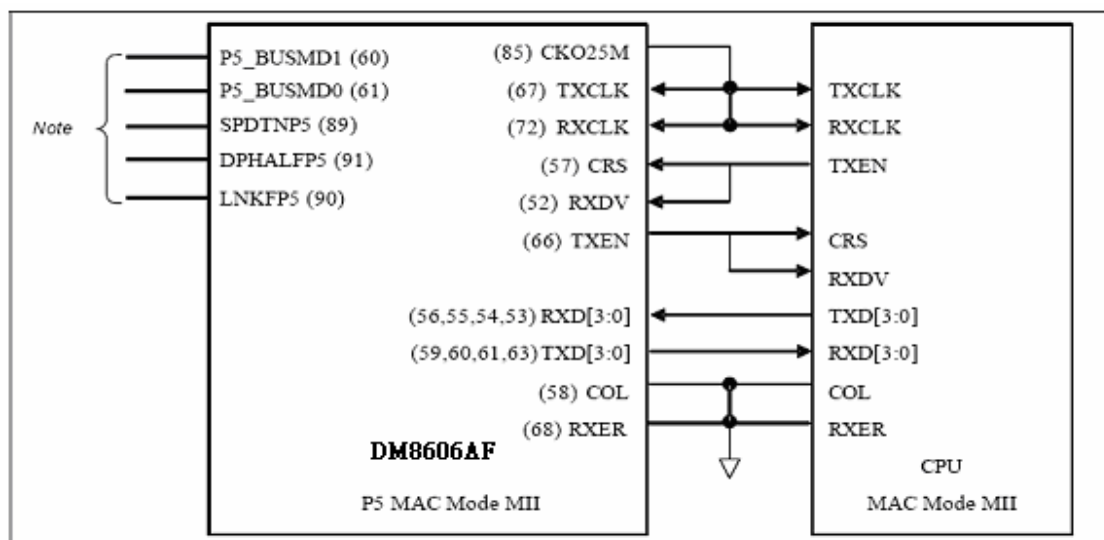 P5_BUSMD1 (60) (85) CKO25M
P5_BUSMD0 (61) (67) TXCLK TXCLK
Note SPDTNP5 (89) (72) RXCLK RXCLK
DPHALFP5 (91) (57) CRS TXEN
LNKFP5 (90) (52) RXDV
(66) TXEN CRS
RXDV
(56,55,54,53) RXD[3:0] TXD[3:0]
(59,60,61,63) TXD[3:0] RXD[3:0]
(58) COL COL
(68) RXER RXER
DM8606AF CPU
P5 MAC Mode MII MAC Mode MII